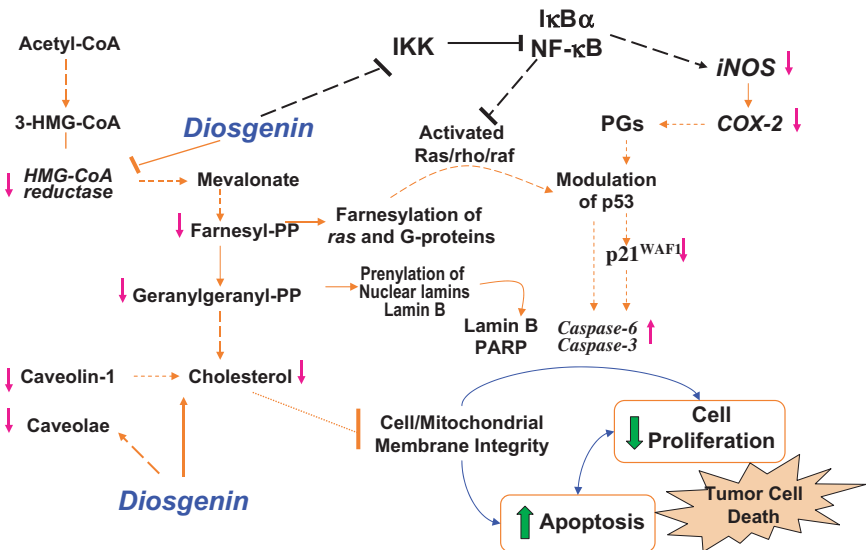 Acetyl-CoA
IκBα
IKK
NF-κB
iNOS
3-HMG-CoA
Diosgenin
Activated
Ras/rho/raf
PGs
COX-2
HMG-CoA
reductase
Mevalonate
Modulation
of p53
Farnesyl-PP
Farnesylation of
ras and G-proteins
p21WAF1
Geranylgeranyl-PP
Prenylation of
Nuclear lamins
Lamin B
Lamin B
PARP
Caspase-6
Caspase-3
Caveolin-1
Cholesterol
Caveolae
Cell/Mitochondrial
Membrane Integrity
Cell
Proliferation
Diosgenin
Apoptosis
Tumor Cell
Death